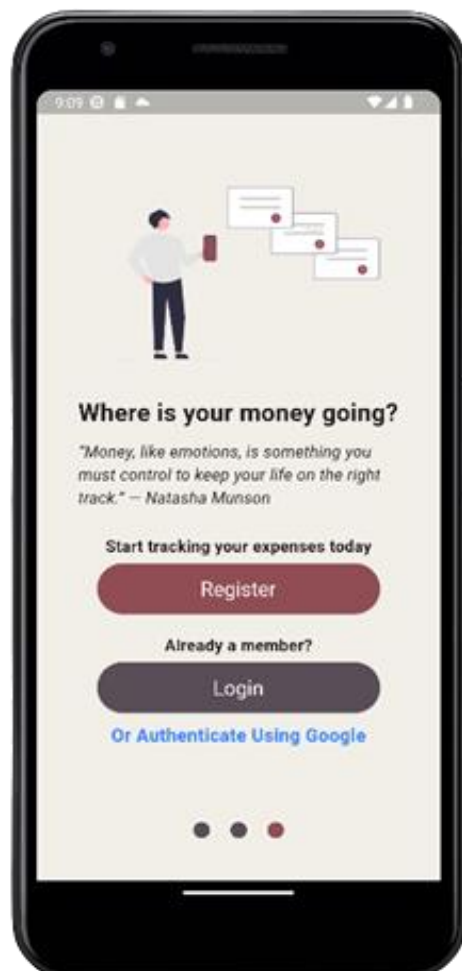 9:09
Where is your money going?
"Money, like emotions, is something you
must control to keep your life on the right
track." — Natasha Munson
Start tracking your expenses today
Register
Already a member?
Login
Or Authenticate Using Google